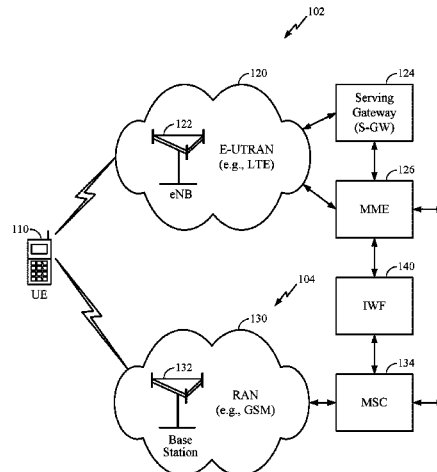 102
120
124
Serving
Gateway
(S-GW)
122
E-UTRAN
(e.g., LTE)
eNB
126
MME
110
UE
140
IWF
104
130
132
RAN
(e.g., GSM)
Base
Station
134
MSC